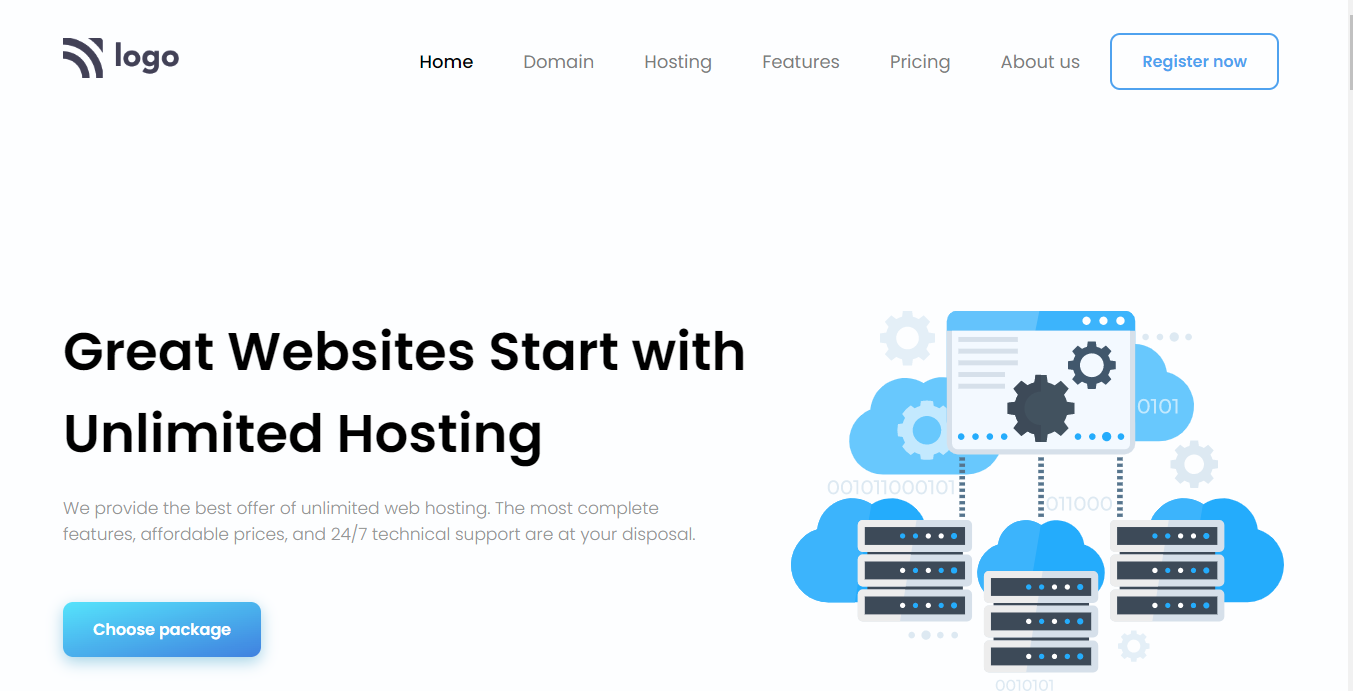 logo
Home Domain Hosting Features Pricing About us Register now
Great Websites Start with
Unlimited Hosting
We provide the best offer of unlimited web hosting. The most complete
features, affordable prices, and 24/7 technical support are at your disposal.
Choose package
0101
001011000101
011000
0010101